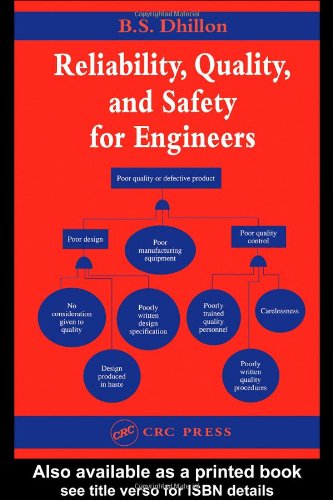 B.S. Dhillon
Reliability, Quality,
and Safety
for Engineers
Poor quality or defective product
Poor design
Poor
manufacturing
equipment
Poor quality
control
No
consideration
given to
quality
Poorly
written
design
specification
Poorly
trained
quality
personnel
Carelessness
Design
produced
in haste
Poorly
written
quality
procedures
CRC
CRC PRESS
Also available as a printed book
see title verso for ISBN details